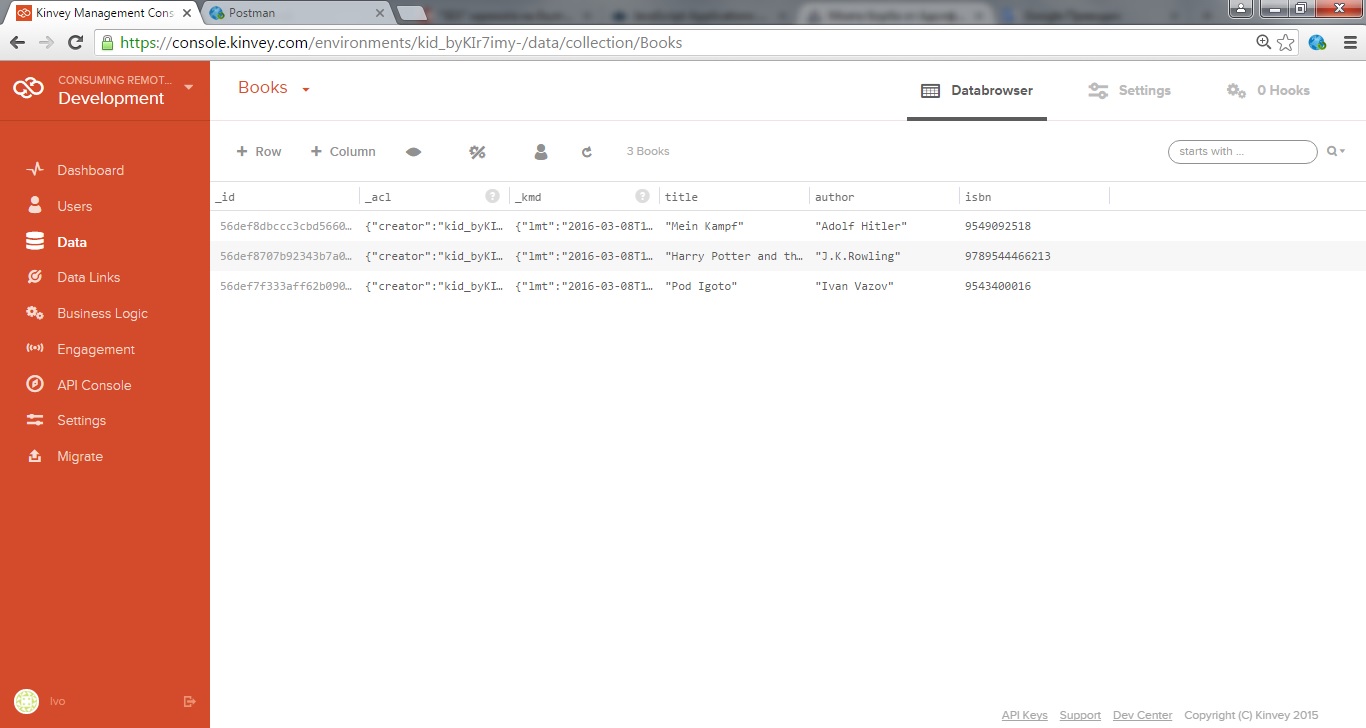 Kinvey Management Cons
Postman
https://console.kinvey.com/environments/kid_byKIr7imy-/data/collection/Books
CONSUMING REMOT...
Development
Books
Databrowser
Settings
0 Hooks
Dashboard
Users
Data
Data Links
Business Logic
Engagement
API Console
Settings
Migrate
Ivo
+ Row
+ Column
3 Books
starts with ...
_id _acl ? _kmd ? title author isbn
56def8dbccc3cbd5660… {"creator":"kid_byKI… {"lmt":"2016-03-08T1… "Mein Kampf" "Adolf Hitler" 9549092518
56def8707b92343b7a0… {"creator":"kid_byKI… {"lmt":"2016-03-08T1… "Harry Potter and th… "J.K.Rowling" 9789544466213
56def7f333aff62b090… {"creator":"kid_byKI… {"lmt":"2016-03-08T1… "Pod Igoto" "Ivan Vazov" 9543400016
API Keys Support Dev Center Copyright (C) Kinvey 2015